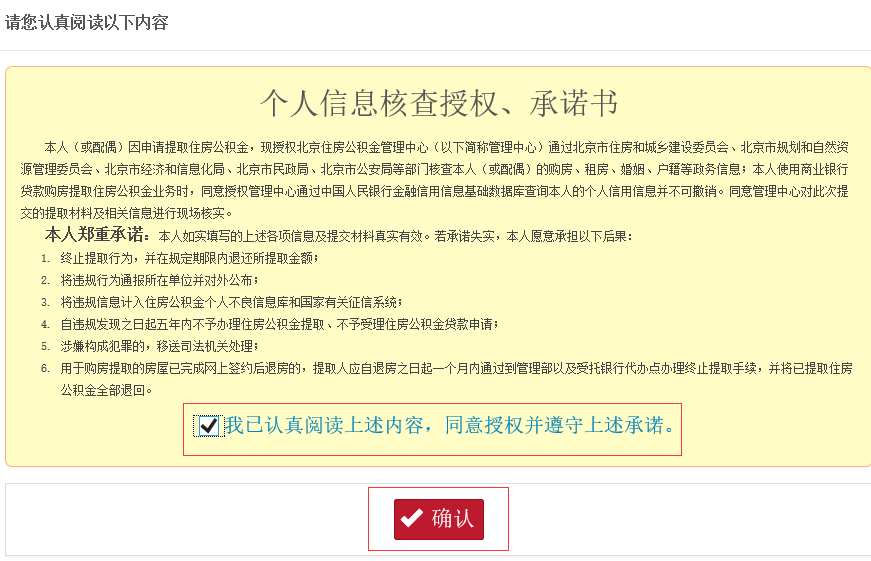 请您认真阅读以下内容
个人信息核查授权、承诺书
本人（或配偶）因申请提取住房公积金，现授权北京住房公积金管理中心（以下简称管理中心）通过北京市住房和城乡建设委员会、北京市规划和自然资
源管理委员会、北京市经济和信息化局、北京市民政局、北京市公安局等部门核查本人（或配偶）的购房、租房、婚姻、户籍等政务信息；本人使用商业银行
贷款购房提取住房公积金业务时，同意授权管理中心通过中国人民银行金融信用信息基础数据库查询本人的个人信用信息并不可撤销。同意管理中心对此次提
交的提取材料及相关信息进行现场核实。
本人郑重承诺：本人如实填写的上述各项信息及提交材料真实有效。若承诺失实，本人愿意承担以下后果：
1. 终止提取行为，并在规定期限内退还所提取金额；
2. 将违规行为通报所在单位并对外公布；
3. 将违规信息计入住房公积金个人不良信息库和国家有关征信系统；
4. 自违规发现之日起五年内不予办理住房公积金提取、不予受理住房公积金贷款申请；
5. 涉嫌构成犯罪的，移送司法机关处理；
6. 用于购房提取的房屋已完成网上签约后退房的，提取人应自退房之日起一个月内通过到管理部以及受托银行代办点办理终止提取手续，并将已提取住房
公积金全部退回。
我已认真阅读上述内容，同意授权并遵守上述承诺。
确认